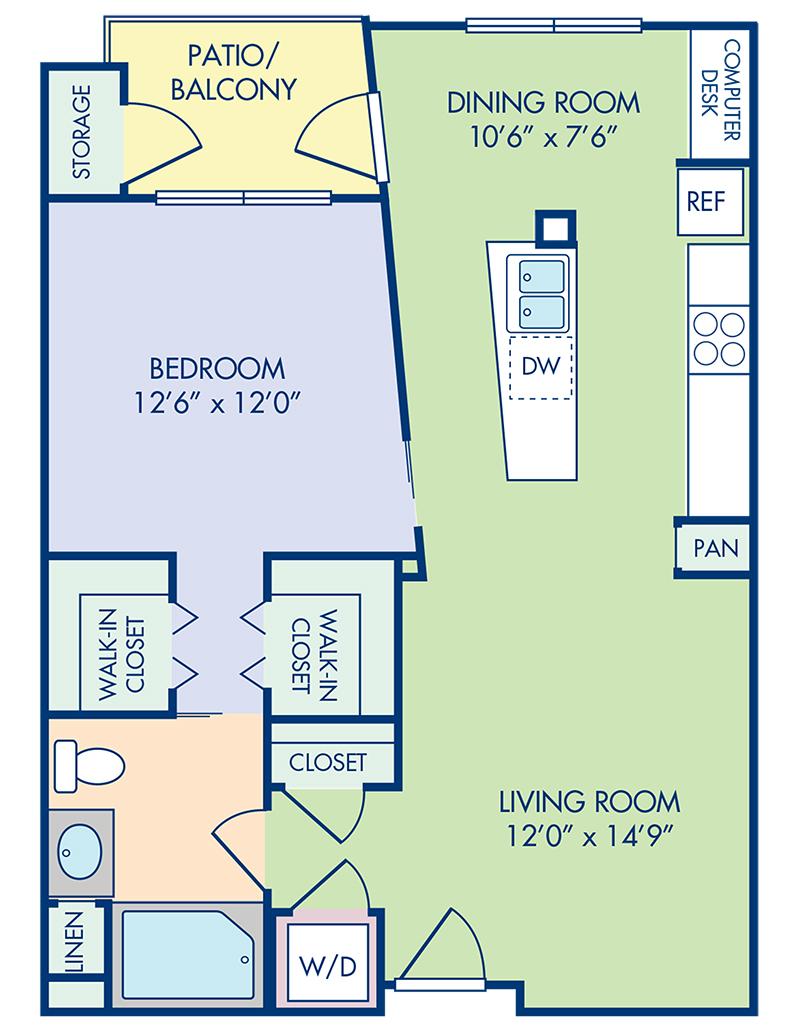 PATIO/
BALCONY
STORAGE
DINING ROOM
10'6” x 7'6”
COMPUTER
DESK
REF
DW
BEDROOM
12'6” x 12'0”
PAN
WALK-IN
CLOSET
WALK-IN
CLOSET
CLOSET
LIVING ROOM
12'0” x 14'9”
LINEN
W/D